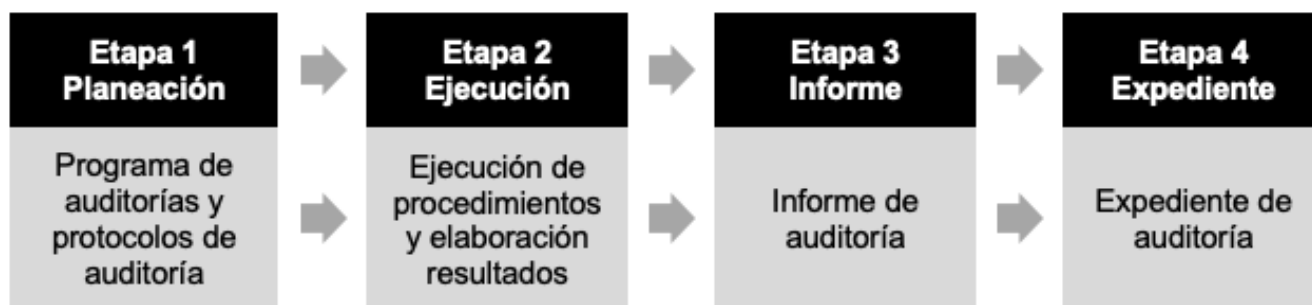 Etapa 1
Planeación
Etapa 2
Ejecución
Etapa 3
Informe
Etapa 4
Expediente
Programa de
auditorías y
protocolos de
auditoría
Ejecución de
procedimientos
y elaboración
resultados
Informe de
auditoría
Expediente de
auditoría